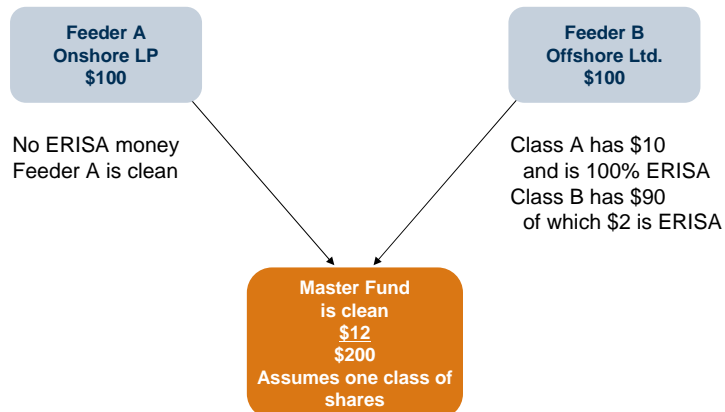 Feeder A
Onshore LP
$100
Feeder B
Offshore Ltd.
$100
No ERISA money
Feeder A is clean
Class A has $10
and is 100% ERISA
Class B has $90
of which $2 is ERISA
Master Fund
is clean
$12
$200
Assumes one class of
shares